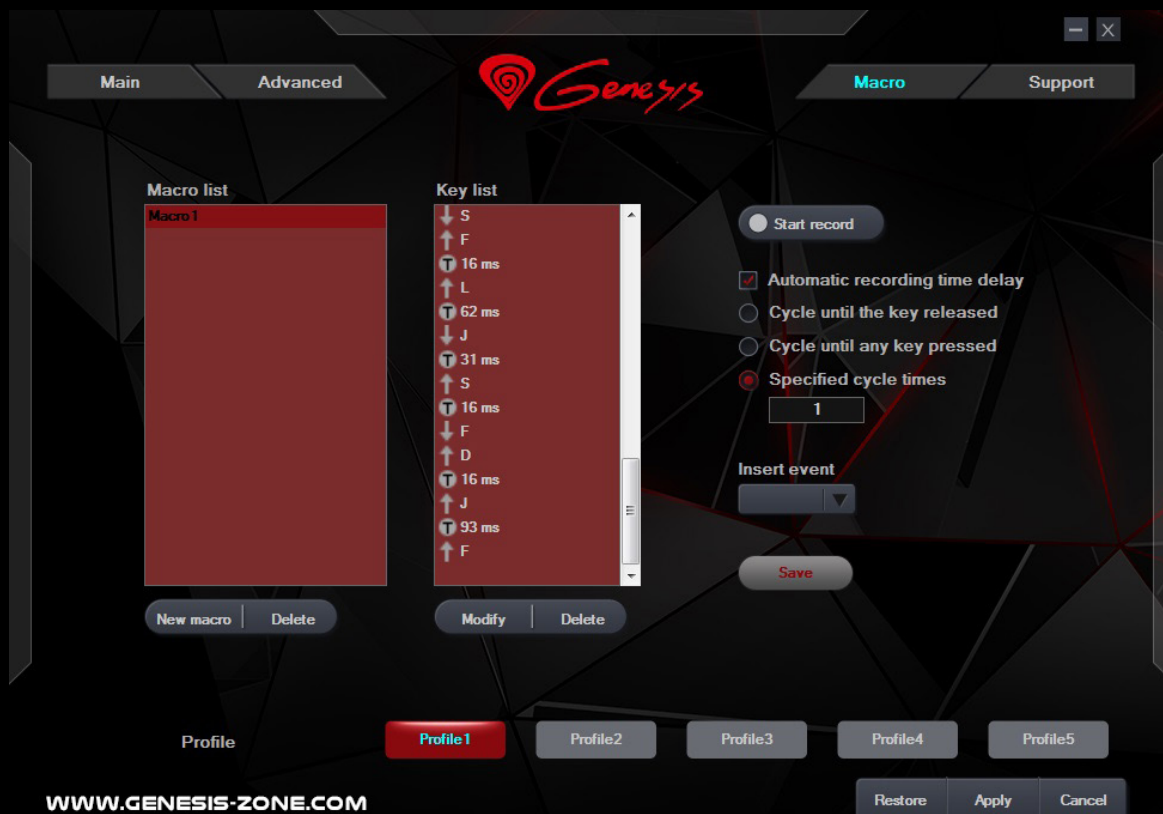 Main
Advanced
Genesis
Macro
Support
Macro list
Macro1
Key list
S
F
T 16 ms
L
T 62 ms
J
T 31 ms
S
T 16 ms
F
D
T 16 ms
J
T 93 ms
F
Start record
Automatic recording time delay
Cycle until the key released
Cycle until any key pressed
Specified cycle times
1
Insert event
Save
New macro
Delete
Modify
Delete
Profile
Profile1
Profile2
Profile3
Profile4
Profile5
WWW.GENESIS-ZONE.COM
Restore
Apply
Cancel